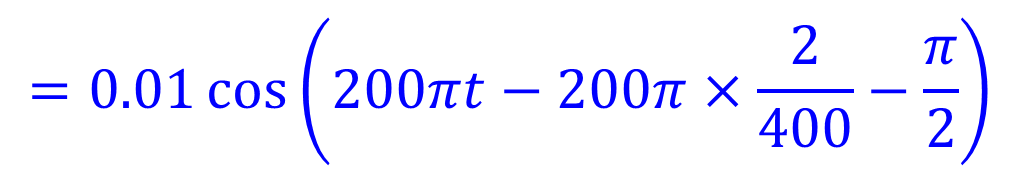 = 0.01 cos (200πt − 200π × 2/400 − π/2)